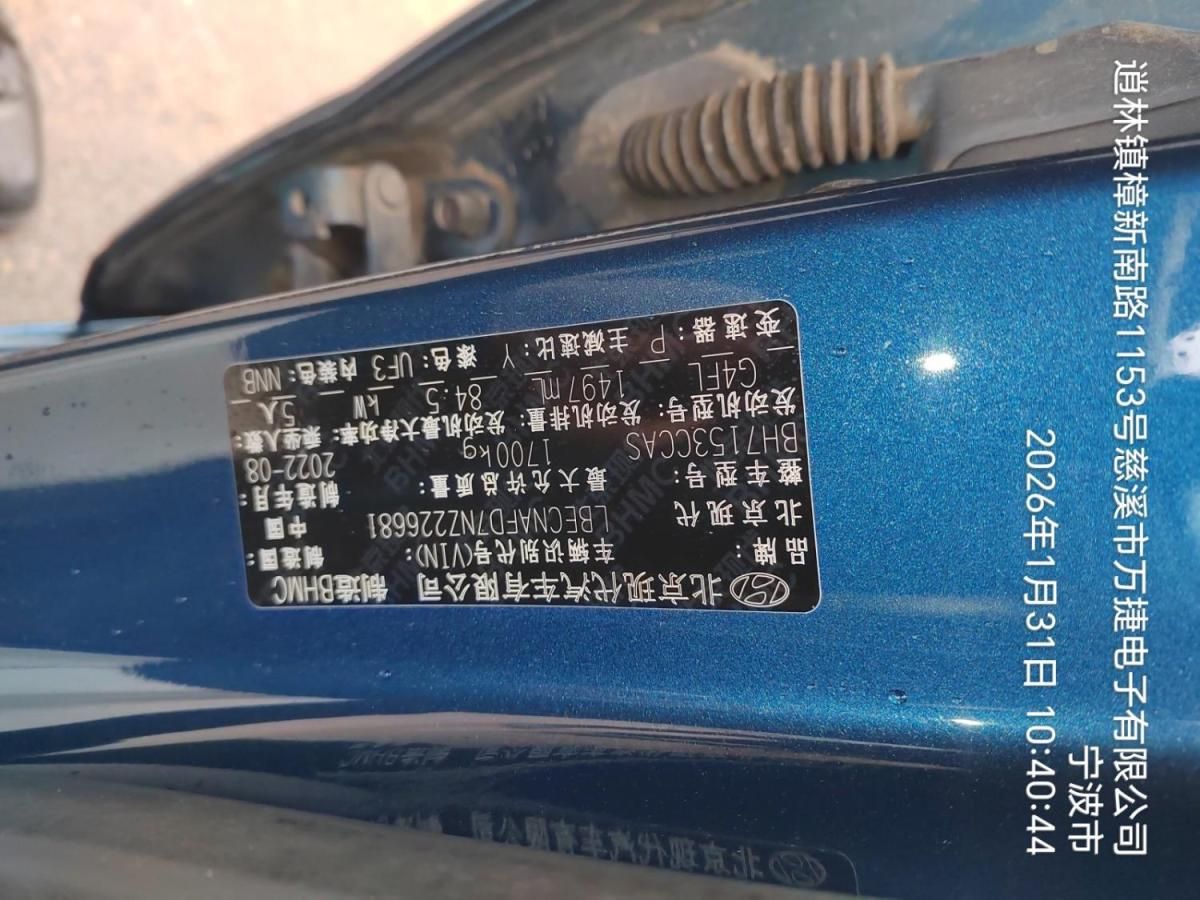 北京现代汽车有限公司 制造BHMC
品牌: 车辆识别代号(VIN): 制造国:
北京现代 LBECNAFD7NZ226681 中国
整车型号: 最大允许总质量: 制造年月:
BH7153CCAS 1700kg 2022-08
发动机型号: 发动机排量: 发动机最大净功率: 乘坐人数:
G4FL 1497mL 84.5 kW 5人
变速器: P 主减速比: Y 漆色: UF3 内装色: NNB
逍林镇樟新南路1153号慈溪市万捷电子有限公司
宁波市
2026年1月31日 10:40:44